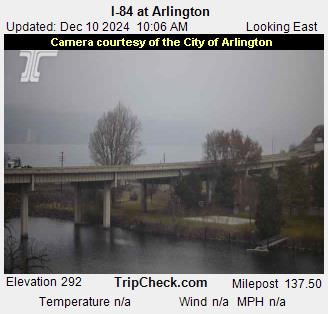 I-84 at Arlington
Updated: Dec 10 2024 10:06 AM Looking East
Camera courtesy of the City of Arlington
Elevation 292 TripCheck.com Milepost 137.50
Temperature n/a Wind n/a MPH n/a